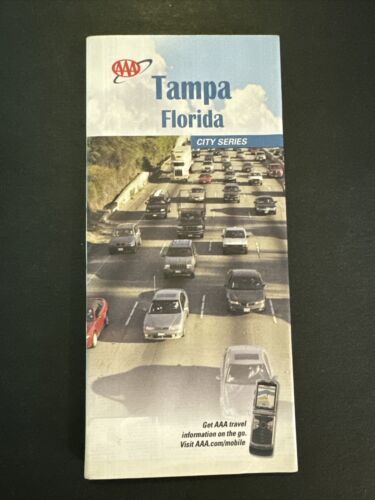 AAA
Tampa
Florida
CITY SERIES
Get AAA travel
information on the go.
Visit AAA.com/mobile